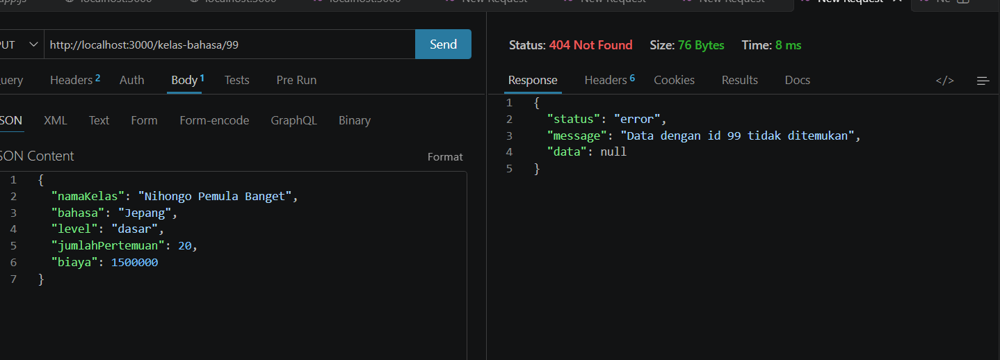 app.js localhost:3000 localhost:3000 localhost:3000 New Request New Request New Request New Request
http://localhost:3000/kelas-bahasa/99 Send
Headers 2 Auth Body 1 Tests Pre Run
JSON XML Text Form Form-encode GraphQL Binary
JSON Content Format
1 {
2 "namaKelas": "Nihongo Pemula Banget",
3 "bahasa": "Jepang",
4 "level": "dasar",
5 "jumlahPertemuan": 20,
6 "biaya": 1500000
7 }
Status: 404 Not Found Size: 76 Bytes Time: 8 ms
Response Headers 6 Cookies Results Docs </>
1 {
2 "status": "error",
3 "message": "Data dengan id 99 tidak ditemukan",
4 "data": null
5 }